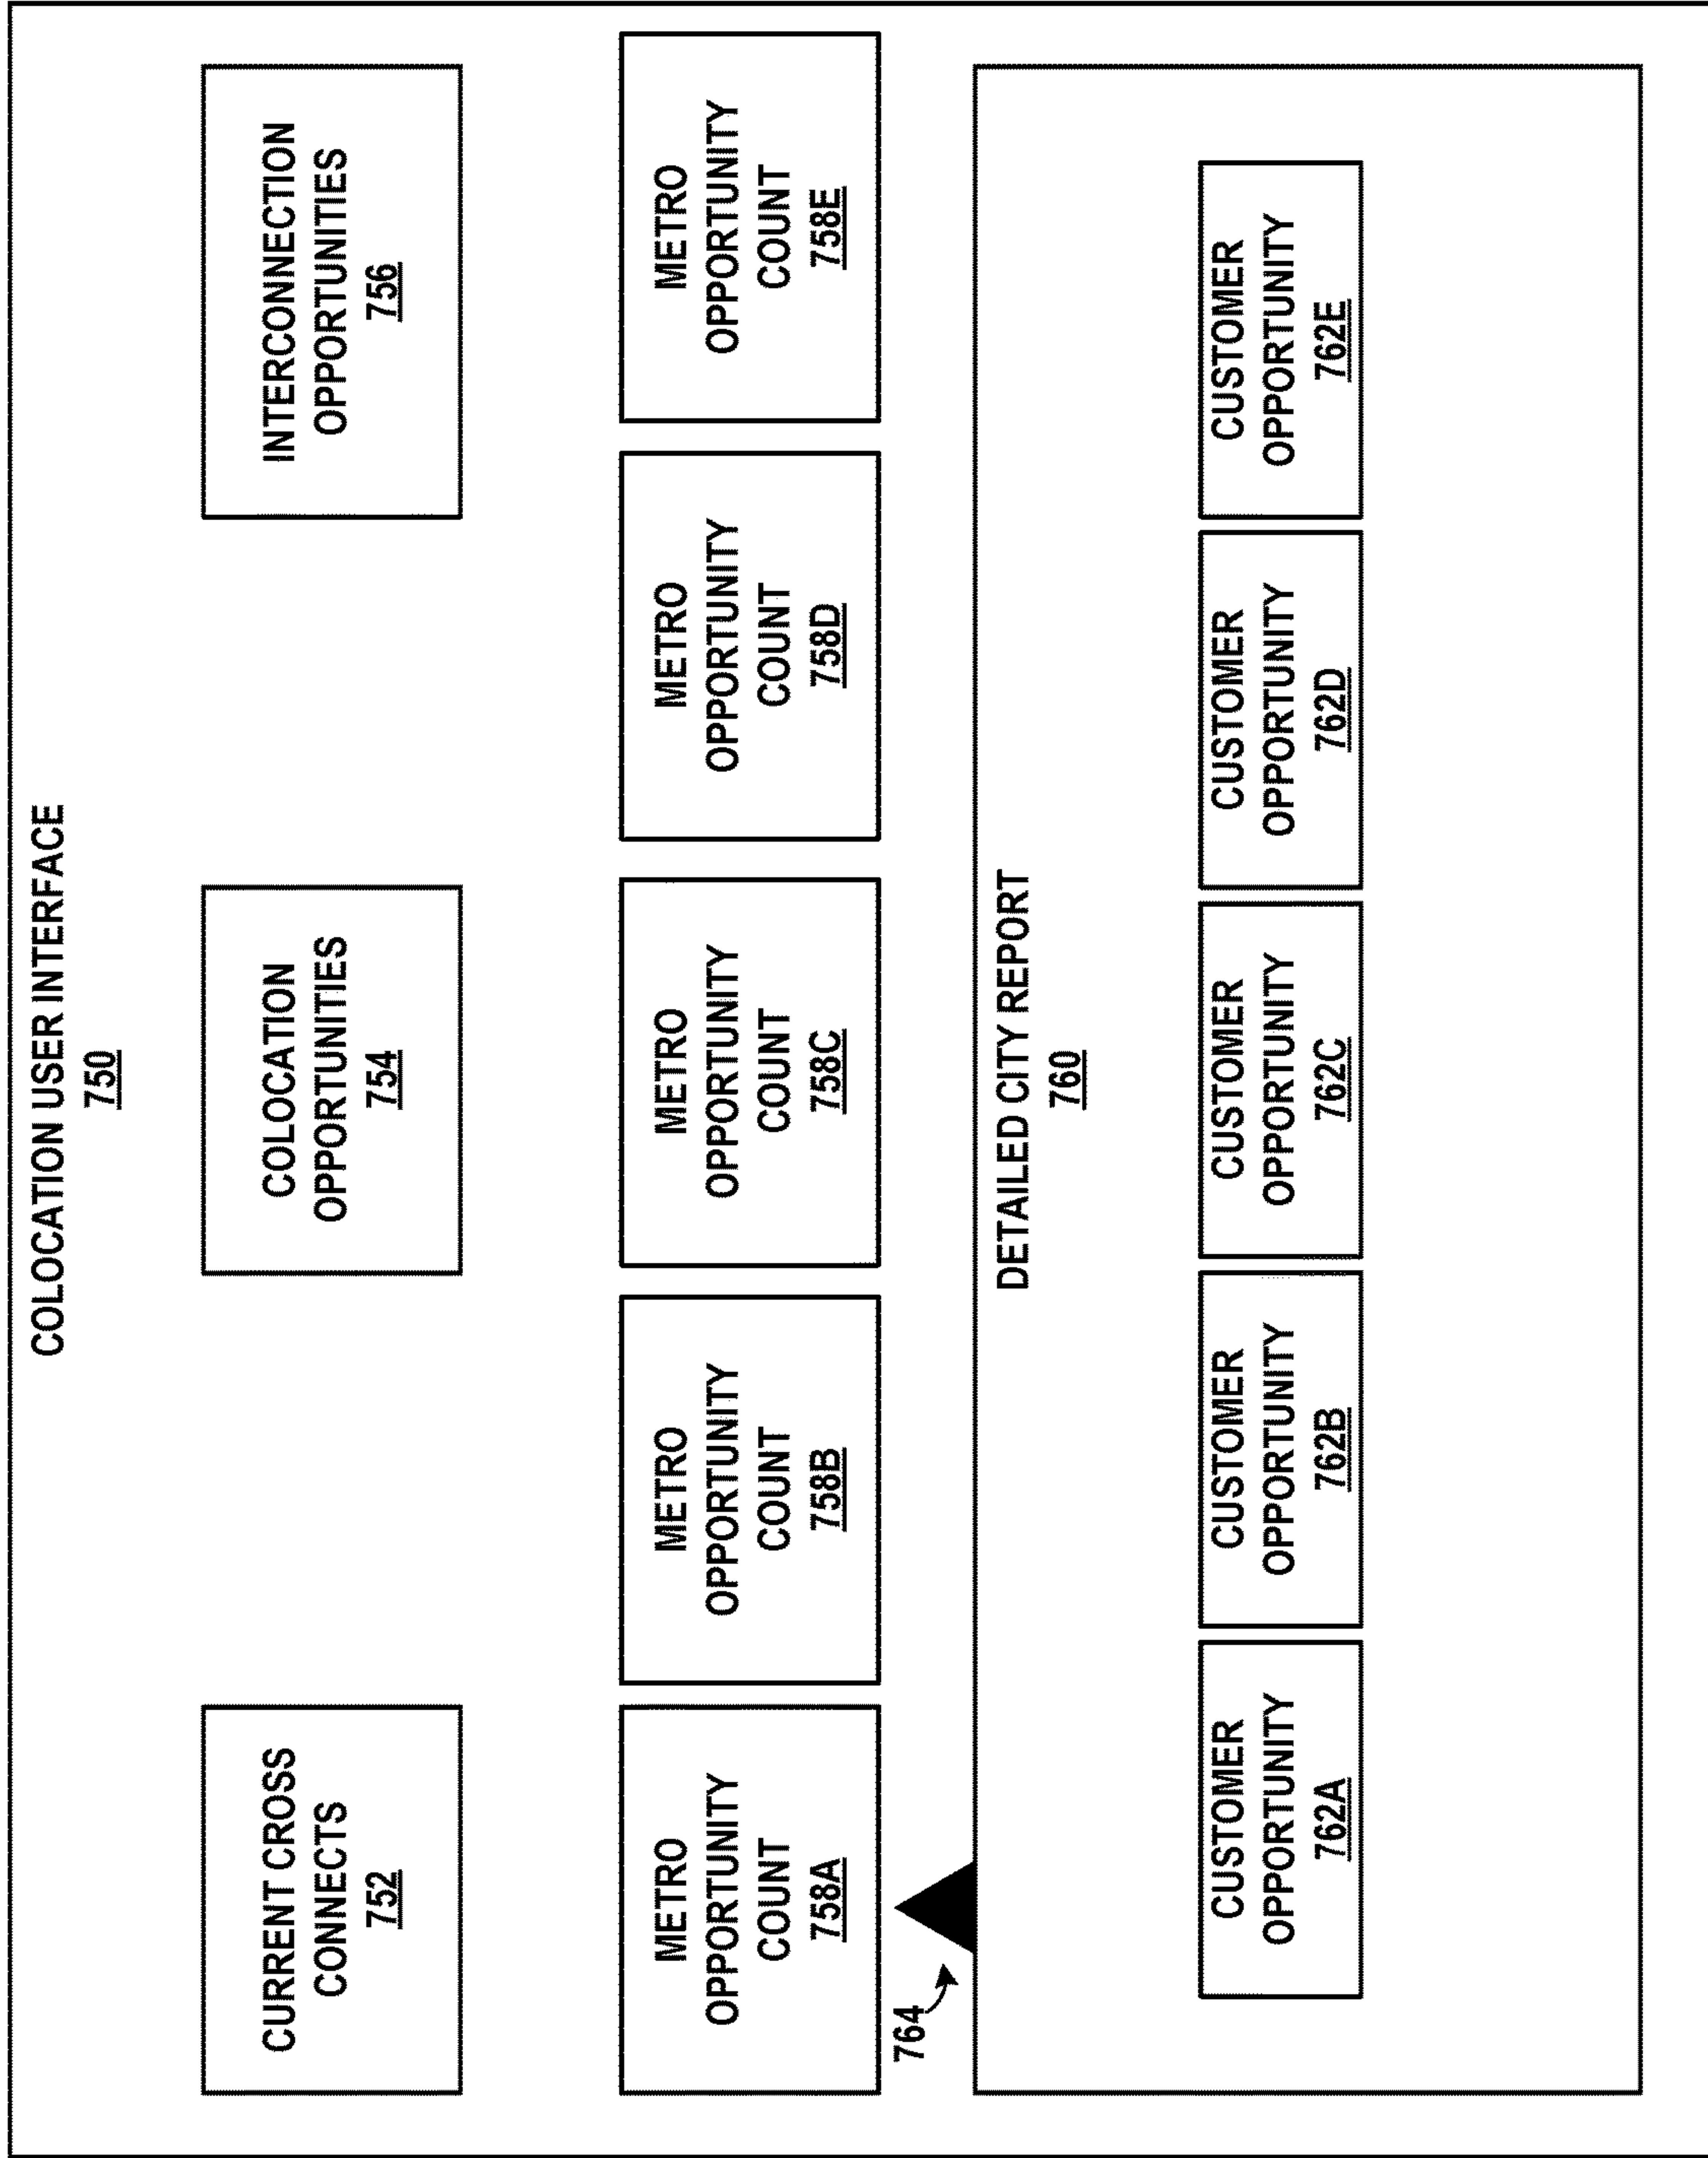 COLOCATION USER INTERFACE
750
CURRENT CROSS
CONNECTS
752
COLOCATION
OPPORTUNITIES
754
INTERCONNECTION
OPPORTUNITIES
756
METRO
OPPORTUNITY
COUNT
758A
METRO
OPPORTUNITY
COUNT
758B
METRO
OPPORTUNITY
COUNT
758C
METRO
OPPORTUNITY
COUNT
758D
METRO
OPPORTUNITY
COUNT
758E
764
DETAILED CITY REPORT
760
CUSTOMER
OPPORTUNITY
762A
CUSTOMER
OPPORTUNITY
762B
CUSTOMER
OPPORTUNITY
762C
CUSTOMER
OPPORTUNITY
762D
CUSTOMER
OPPORTUNITY
762E